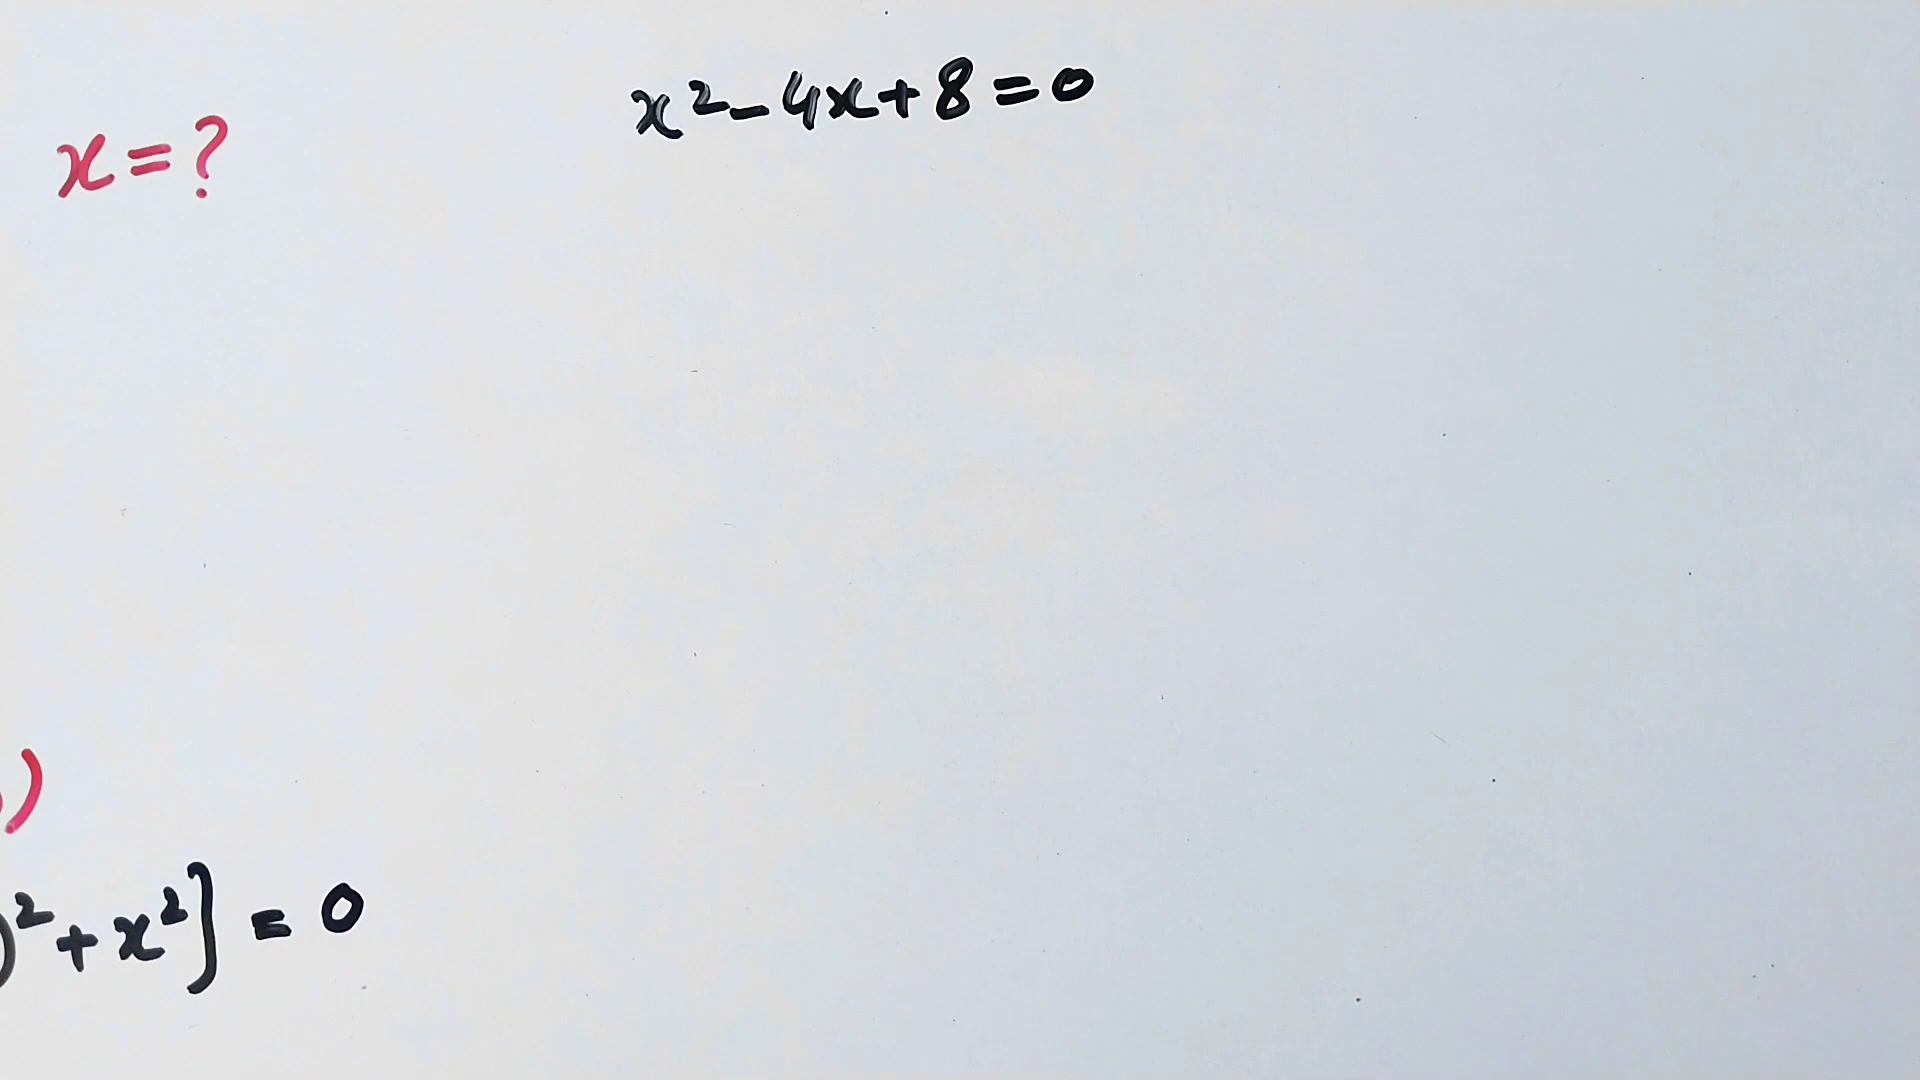 x² - 4x + 8 = 0
x = ?
)
)² + x²] = 0